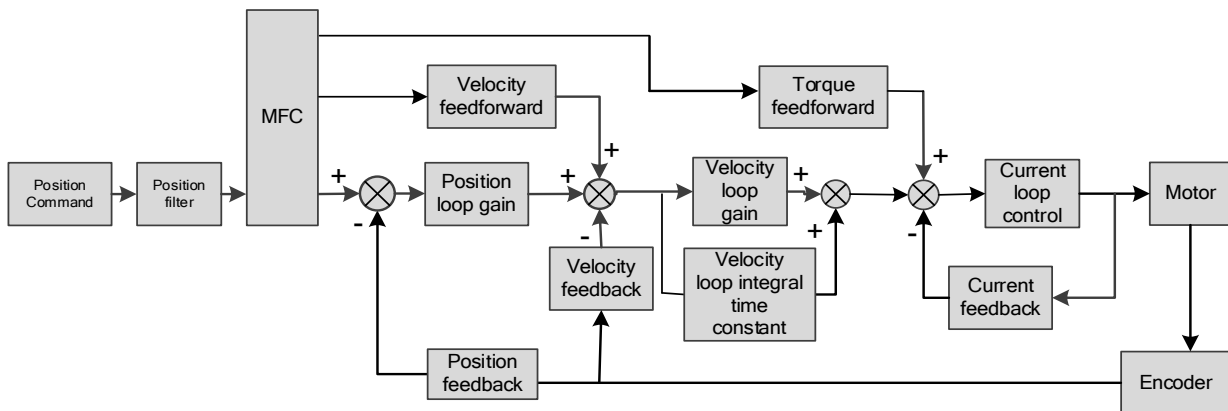 MFC
Velocity
feedforward
Torque
feedforward
+
+
Position
Command
Position
filter
+
-
Position
loop gain
+
-
Velocity
loop
gain
+
+
-
Current
loop
control
Motor
Velocity
feedback
Velocity
loop integral
time
constant
Current
feedback
Position
feedback
Encoder